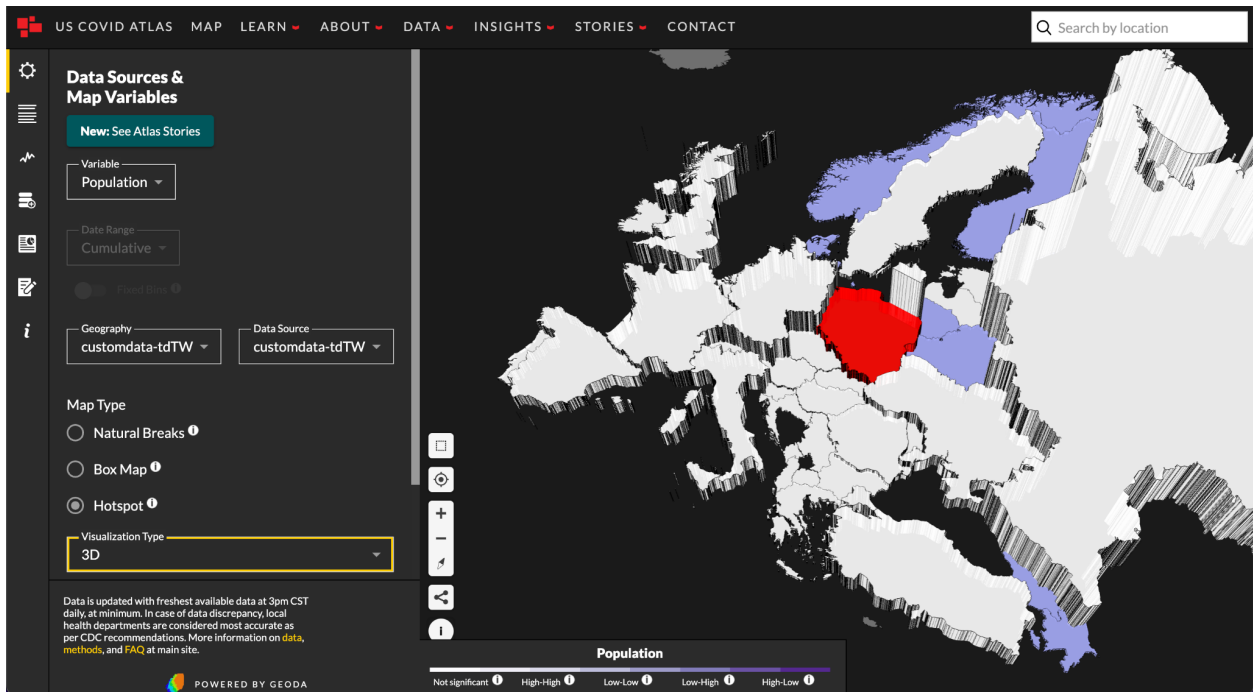 US COVID ATLAS MAP LEARN ABOUT DATA INSIGHTS STORIES CONTACT
Search by location
Data Sources &
Map Variables
New: See Atlas Stories
Variable
Population
Date Range
Cumulative
Fixed Bins
Geography
customdata-tdTW
Data Source
customdata-tdTW
Map Type
Natural Breaks
Box Map
Hotspot
Visualization Type
3D
Data is updated with freshest available data at 3pm CST
daily, at minimum. In case of data discrepancy, local
health departments are considered most accurate as
per CDC recommendations. More information on data,
methods, and FAQ at main site.
POWERED BY GEODA
Population
Not significant High-High Low-Low Low-High High-Low